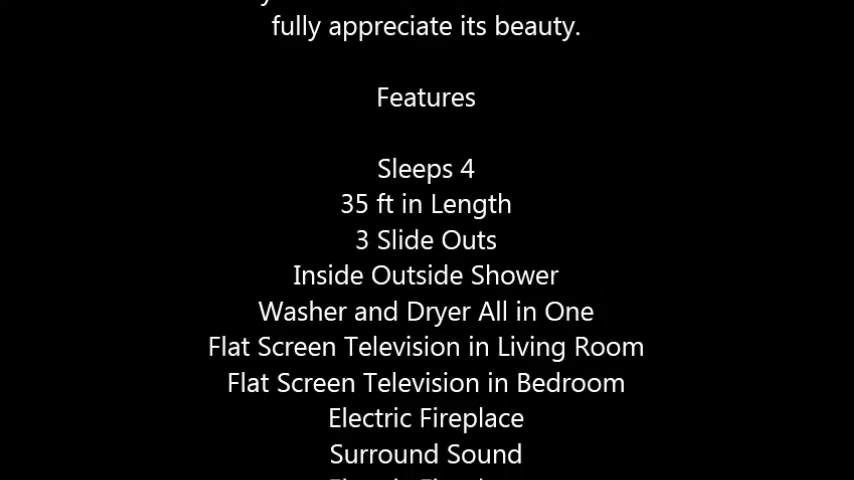 fully appreciate its beauty.
Features
Sleeps 4
35 ft in Length
3 Slide Outs
Inside Outside Shower
Washer and Dryer All in One
Flat Screen Television in Living Room
Flat Screen Television in Bedroom
Electric Fireplace
Surround Sound